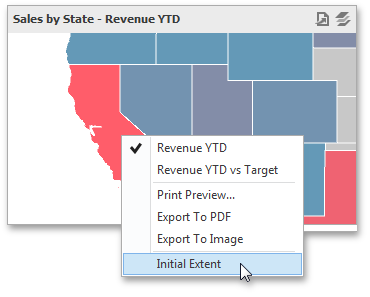 Sales by State - Revenue YTD
Revenue YTD
Revenue YTD vs Target
Print Preview...
Export To PDF
Export To Image
Initial Extent